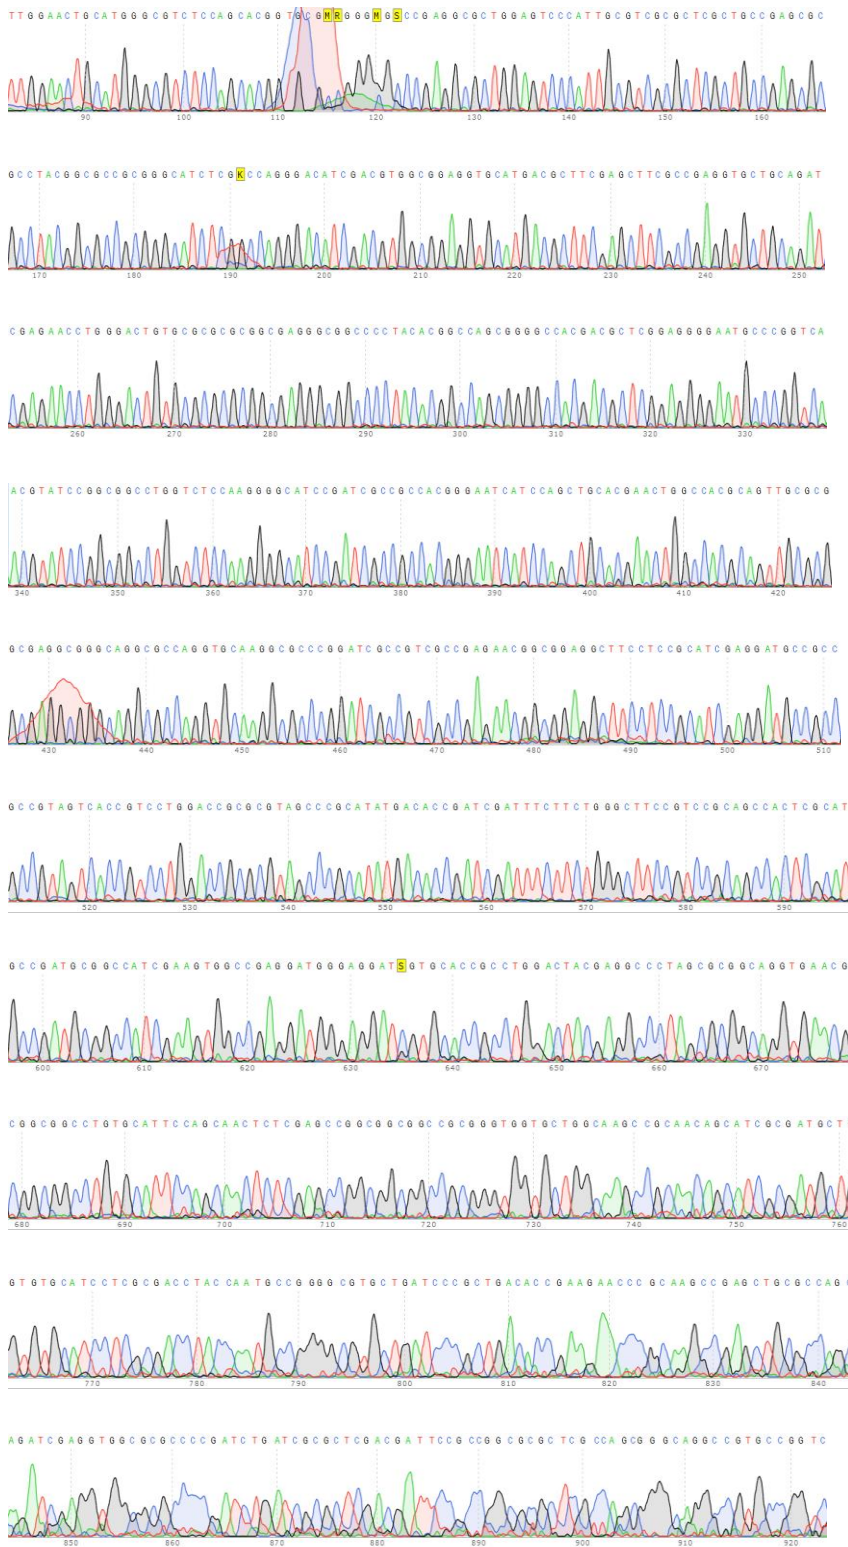 TTGGAACTGCATGGGCGTCTCCAGCACGGTGCGMRGGGMGSCCGAGGCGCTGGAGTCCCATTGCGTCGCGCTCGCTGCCGAGCGC
90 100 110 120 130 140 150 160
GCCTACGGCGCCGCGGGCATCTCGKCCAGGGACATCGACGTGGCGGAGGTGCATGACGCTTCGAGCTTCGCCGAGGTGCTGCAGAT
170 180 190 200 210 220 230 240 250
CGAGAACCTGGGACTGTGCGCGCGCGGCGAGGGCGGCCCCTACACGGCCAGCGGGGCCACGACGCTCGGAGGGGAATGCCCGGTCA
260 270 280 290 300 310 320 330
ACGTATCCGGCGGCCTGGTCTCCAAGGGGCATCCGATCGCCGCCACGGGAATCATCCAGCTGCACGAACTGGCCACGCAGTTGCGCG
340 350 360 370 380 390 400 410 420
GCGAGGCGGGCAGGCGCCAGGTGCAAGGCGCCCGGATCGCCGTCGCCGAGAACGGCGGAGGCTTCCTCCGCATCGAGGATGCCGCC
430 440 450 460 470 480 490 500 510
GCCGTAGTCACCGTCCTGGACCGCGCGTAGCCCGCATATGACACCGATCGATTTCTTCTGGGCTTCCGTCCGCAGCCACTCGCAT
520 530 540 550 560 570 580 590
GCCGATGCGGCCATCGAAGTGGCCGAGGATGGGAGGATSGTGCACCGCCTGGACTACGAGGCCCTAGCGCGGCAGGTGAACG
600 610 620 630 640 650 660 670
CGGCGGCCTGTGCATTCCAGCAACTCTCGAGCCGGCGGCGGCCGCGGGTGGTGCTGGCAAGCCGCAACAGCATCGCGATGCT
680 690 700 710 720 730 740 750 760
GTGTGCATCCTCGCGACCTACCAATGCCGGGGCGTGCTGATCCCGCTGACACCGAAGAACCCGCAAGCCGAGCTGCGCCAG
770 780 790 800 810 820 830 840
AGATCGAGGTGGCGCGCCCCGATCTGATCGCGCTCGACGATTCCGCCGGCGCGCTCGCCAGCGGGCAGGCCGTGCCGGTC
850 860 870 880 890 900 910 920